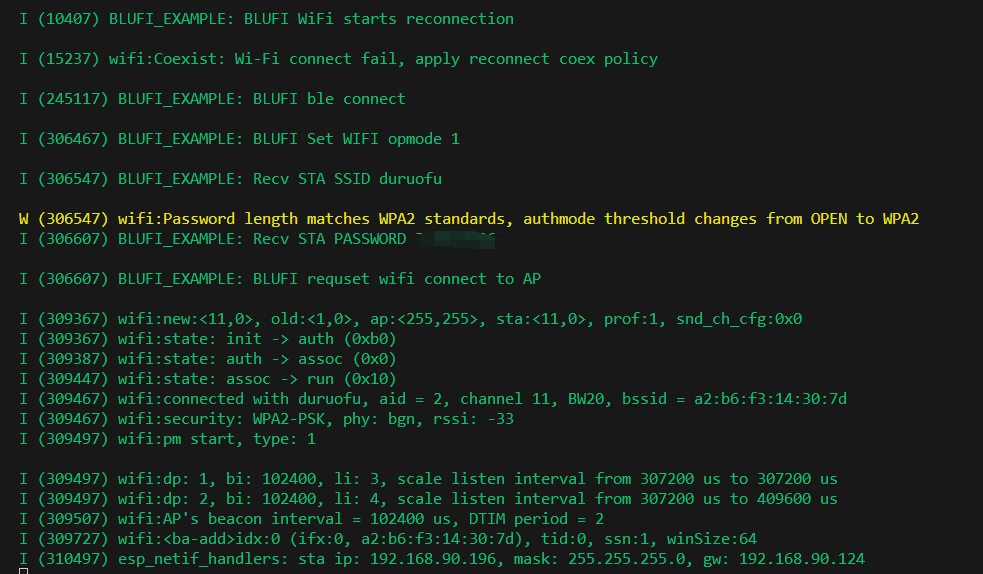 I (10407) BLUFI_EXAMPLE: BLUFI WiFi starts reconnection
I (15237) wifi:Coexist: Wi-Fi connect fail, apply reconnect coex policy
I (245117) BLUFI_EXAMPLE: BLUFI ble connect
I (306467) BLUFI_EXAMPLE: BLUFI Set WIFI opmode 1
I (306547) BLUFI_EXAMPLE: Recv STA SSID duruofu
W (306547) wifi:Password length matches WPA2 standards, authmode threshold changes from OPEN to WPA2
I (306607) BLUFI_EXAMPLE: Recv STA PASSWORD
I (306607) BLUFI_EXAMPLE: BLUFI requset wifi connect to AP
I (309367) wifi:new:<11,0>, old:<1,0>, ap:<255,255>, sta:<11,0>, prof:1, snd_ch_cfg:0x0
I (309367) wifi:state: init -> auth (0xb0)
I (309387) wifi:state: auth -> assoc (0x0)
I (309447) wifi:state: assoc -> run (0x10)
I (309467) wifi:connected with duruofu, aid = 2, channel 11, BW20, bssid = a2:b6:f3:14:30:7d
I (309467) wifi:security: WPA2-PSK, phy: bgn, rssi: -33
I (309497) wifi:pm start, type: 1
I (309497) wifi:dp: 1, bi: 102400, li: 3, scale listen interval from 307200 us to 307200 us
I (309497) wifi:dp: 2, bi: 102400, li: 4, scale listen interval from 307200 us to 409600 us
I (309507) wifi:AP's beacon interval = 102400 us, DTIM period = 2
I (309727) wifi:<ba-add>idx:0 (ifx:0, a2:b6:f3:14:30:7d), tid:0, ssn:1, winSize:64
I (310497) esp_netif_handlers: sta ip: 192.168.90.196, mask: 255.255.255.0, gw: 192.168.90.124